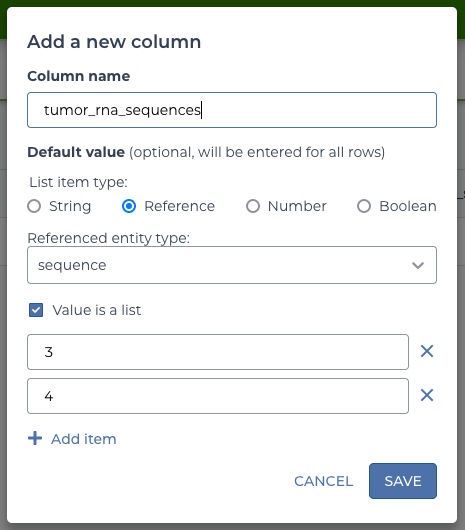 Add a new column
Column name
tumor_rna_sequences
Default value (optional, will be entered for all rows)
List item type:
String Reference Number Boolean
Referenced entity type:
sequence
Value is a list
3
4
Add item
CANCEL SAVE